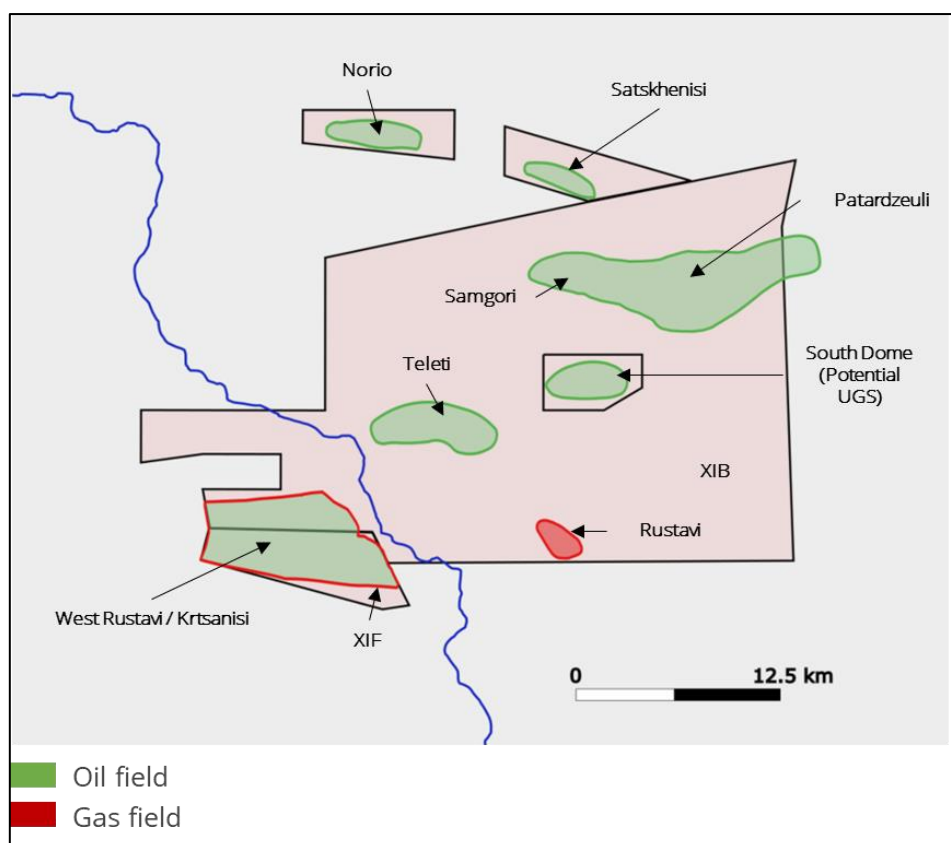 Norio
Satskhenisi
Patardzeuli
Samgori
South Dome
(Potential
UGS)
Teleti
XIB
Rustavi
West Rustavi / Krtsanisi
XIF
0 12.5 km
Oil field
Gas field